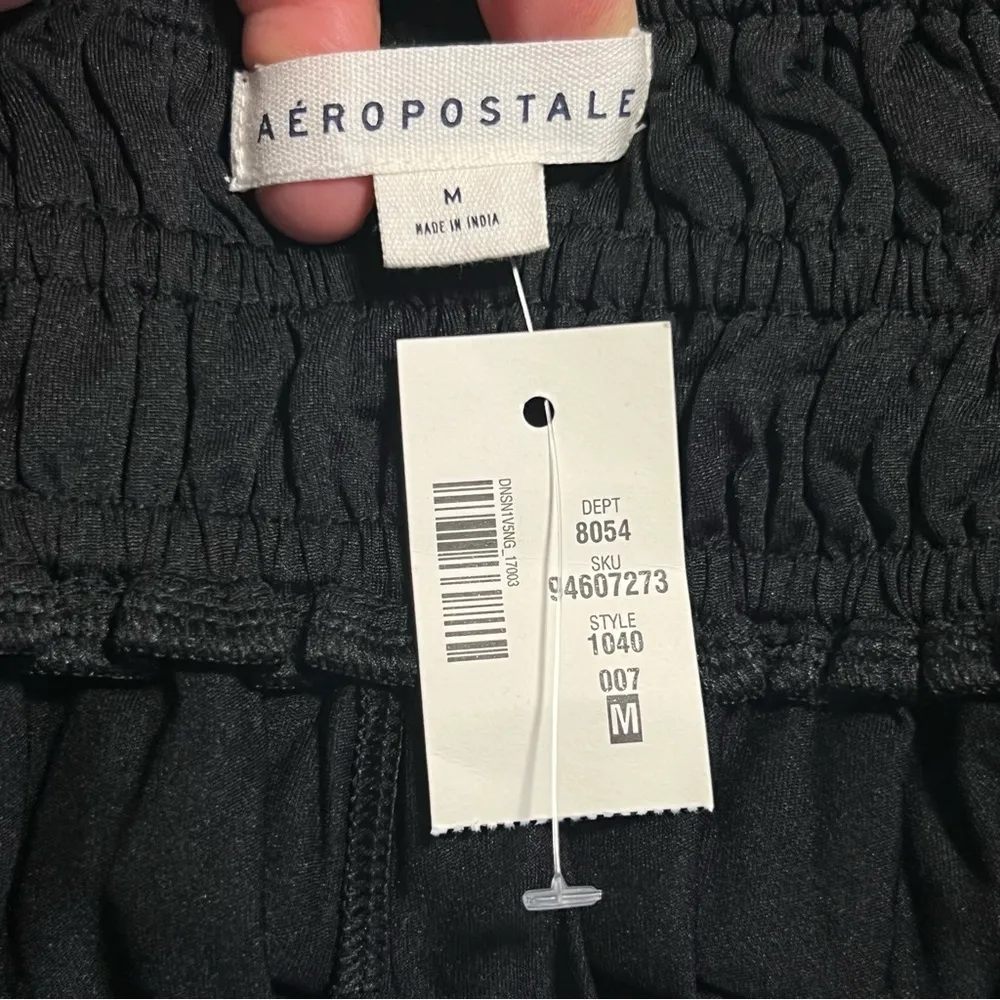 AÉROPOSTALE
M
MADE IN INDIA
DNSN1V5NG_17003
DEPT
8054
SKU
94607273
STYLE
1040
007
M